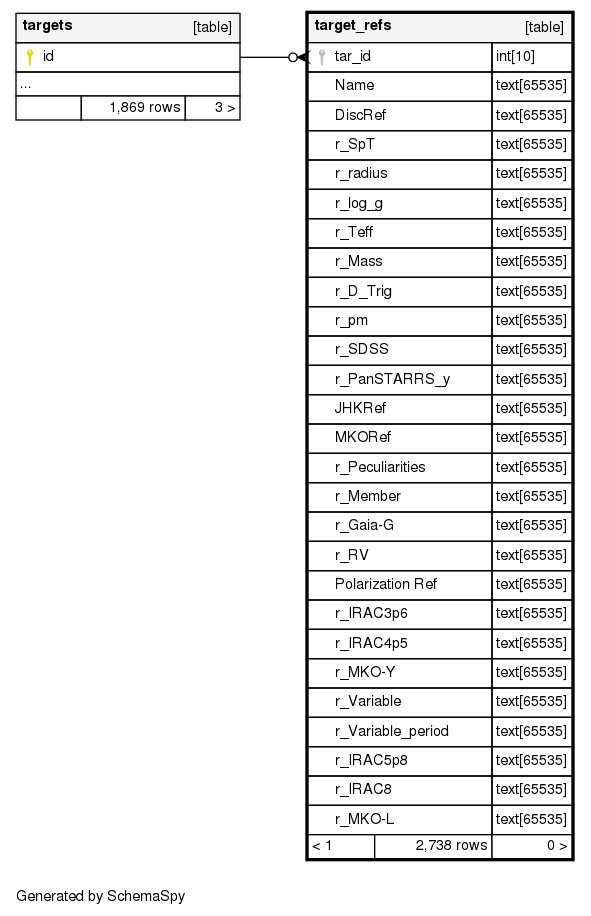 targets [table]
id
...
1,869 rows 3 >
target_refs [table]
tar_id int[10]
Name text[65535]
DiscRef text[65535]
r_SpT text[65535]
r_radius text[65535]
r_log_g text[65535]
r_Teff text[65535]
r_Mass text[65535]
r_D_Trig text[65535]
r_pm text[65535]
r_SDSS text[65535]
r_PanSTARRS_y text[65535]
JHKRef text[65535]
MKORef text[65535]
r_Peculiarities text[65535]
r_Member text[65535]
r_Gaia-G text[65535]
r_RV text[65535]
Polarization Ref text[65535]
r_IRAC3p6 text[65535]
r_IRAC4p5 text[65535]
r_MKO-Y text[65535]
r_Variable text[65535]
r_Variable_period text[65535]
r_IRAC5p8 text[65535]
r_IRAC8 text[65535]
r_MKO-L text[65535]
< 1 2,738 rows 0 >
Generated by SchemaSpy